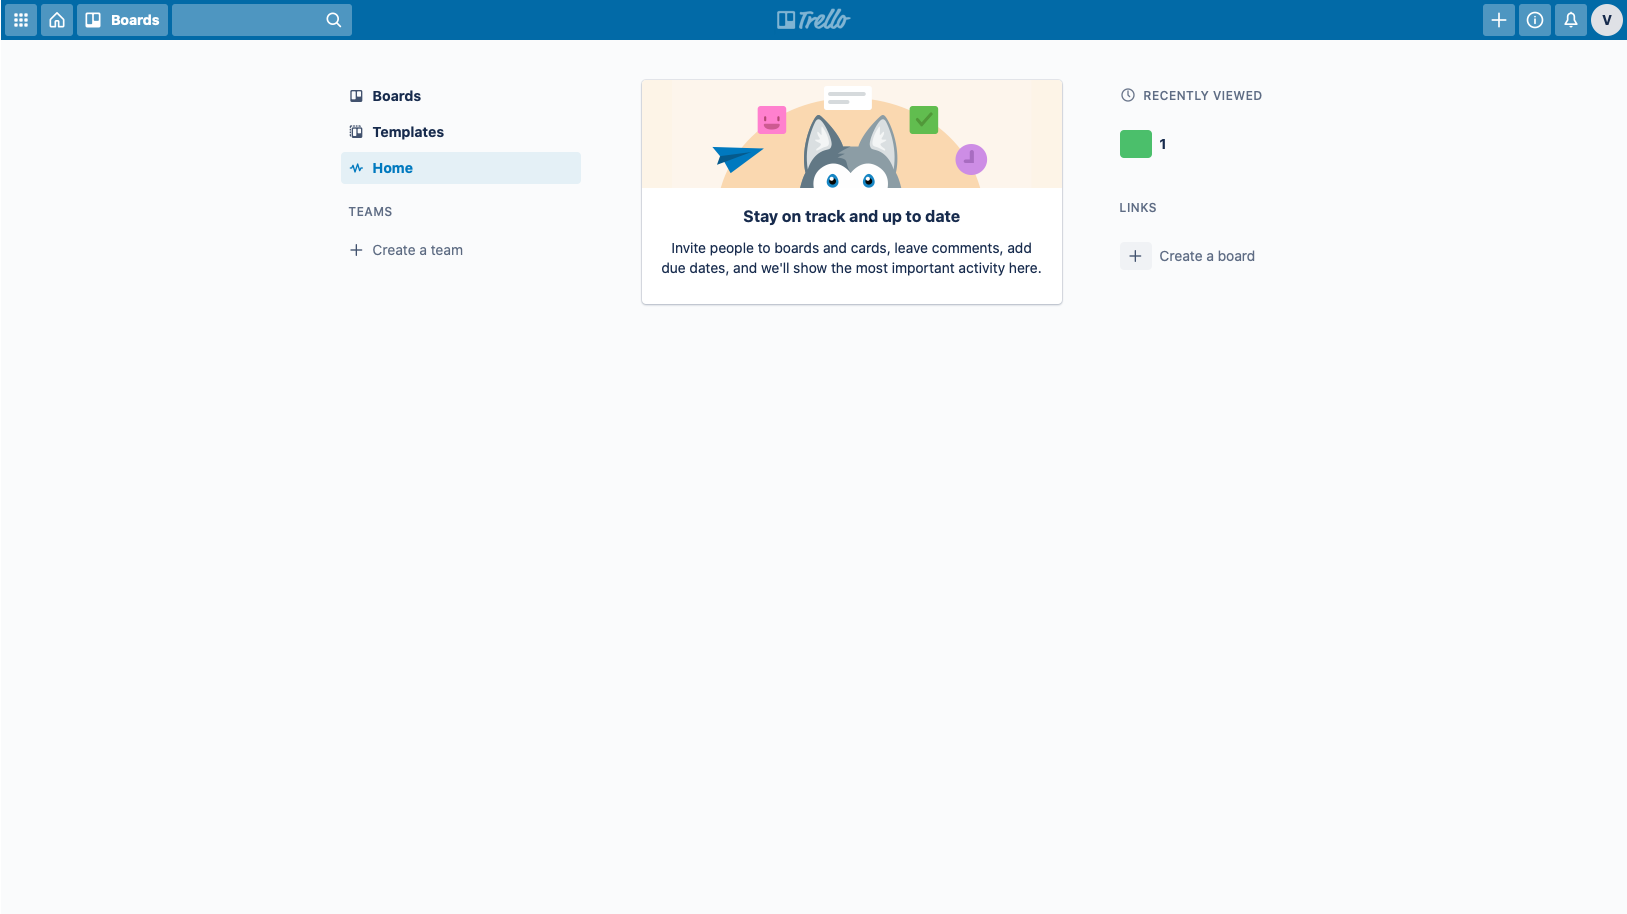 Boards
Trello
V
Boards
Templates
Home
TEAMS
Create a team
Stay on track and up to date
Invite people to boards and cards, leave comments, add
due dates, and we'll show the most important activity here.
RECENTLY VIEWED
1
LINKS
Create a board